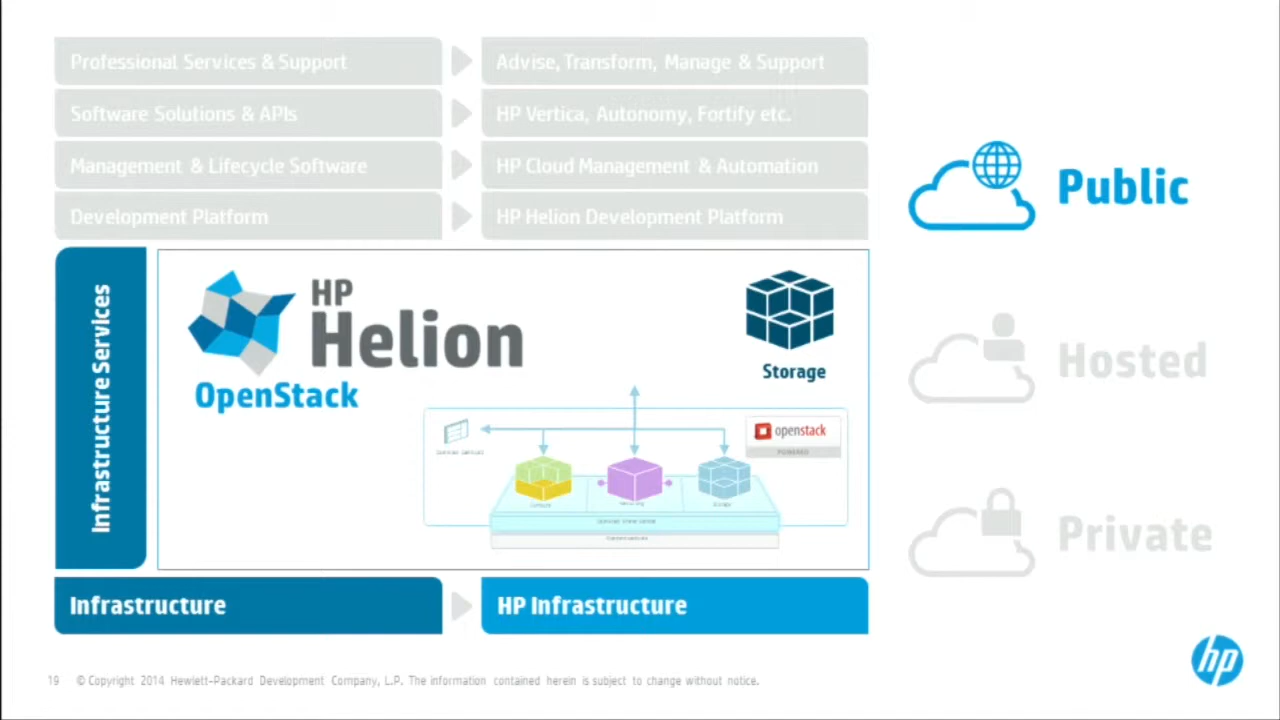 Professional Services & Support
Advise, Transform, Manage & Support
Software Solutions & APIs
HP Vertica, Autonomy, Fortify etc.
Management & Lifecycle Software
HP Cloud Management & Automation
Development Platform
HP Helion Development Platform
Public
Infrastructure Services
HP
Helion
OpenStack
Storage
openstack
POWERED
Hosted
Private
Infrastructure
HP Infrastructure
hp
19 © Copyright 2014 Hewlett-Packard Development Company, L.P. The information contained herein is subject to change without notice.